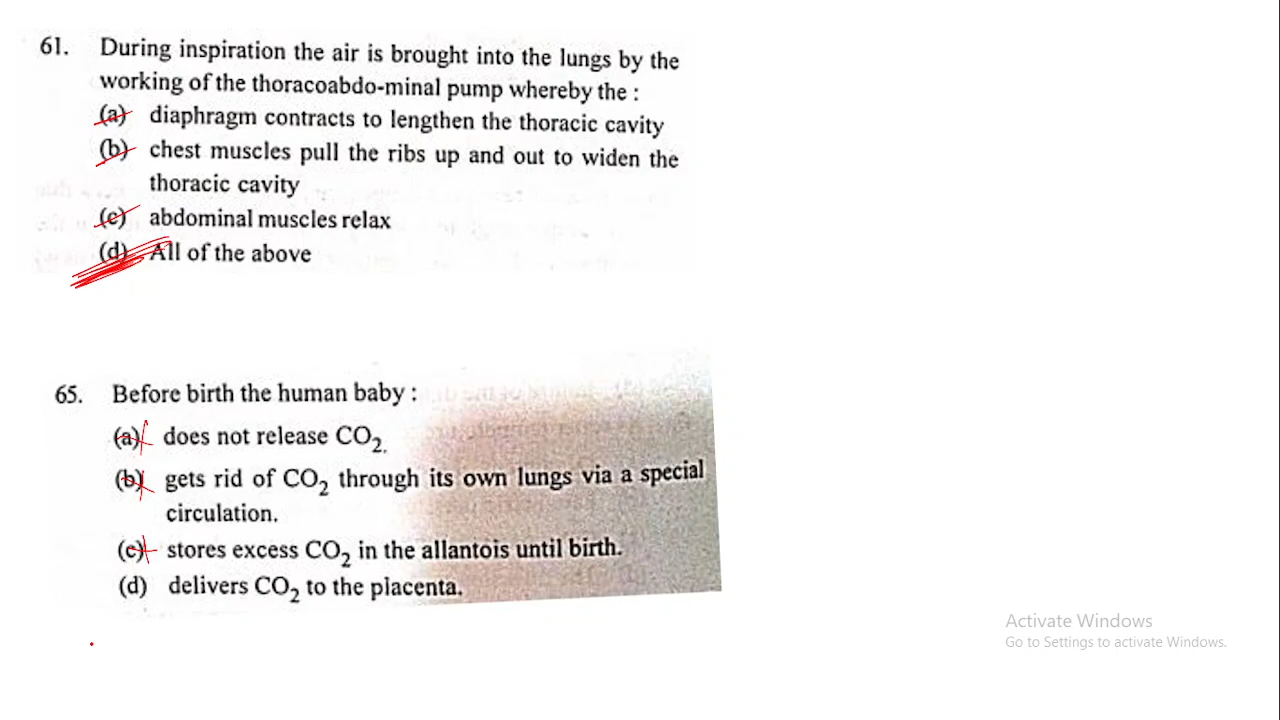 61. During inspiration the air is brought into the lungs by the
working of the thoracoabdo-minal pump whereby the :
(a) diaphragm contracts to lengthen the thoracic cavity
(b) chest muscles pull the ribs up and out to widen the
thoracic cavity
(c) abdominal muscles relax
(d) All of the above
65. Before birth the human baby :
(a) does not release CO2.
(b) gets rid of CO2 through its own lungs via a special
circulation.
(c) stores excess CO2 in the allantois until birth.
(d) delivers CO2 to the placenta.
Activate Windows
Go to Settings to activate Windows.